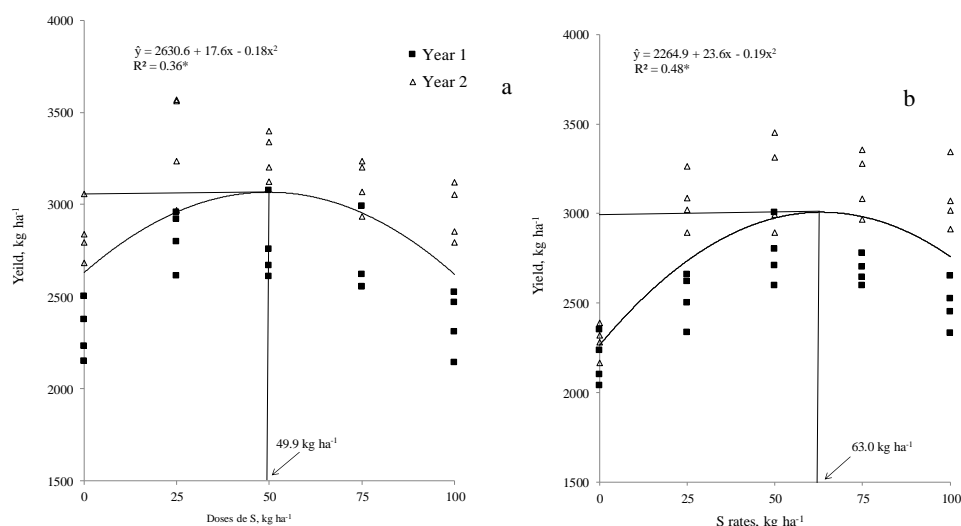 4000
3500
3000
2500
2000
1500
Yeild, kg ha⁻¹
ŷ = 2630.6 + 17.6x - 0.18x²
R² = 0.36*
Year 1
Year 2
a
49.9 kg ha⁻¹
0 25 50 75 100
Doses de S, kg ha⁻¹
4000
3500
3000
2500
2000
1500
Yield, kg ha⁻¹
ŷ = 2264.9 + 23.6x - 0.19x²
R² = 0.48*
b
63.0 kg ha⁻¹
0 25 50 75 100
S rates, kg ha⁻¹